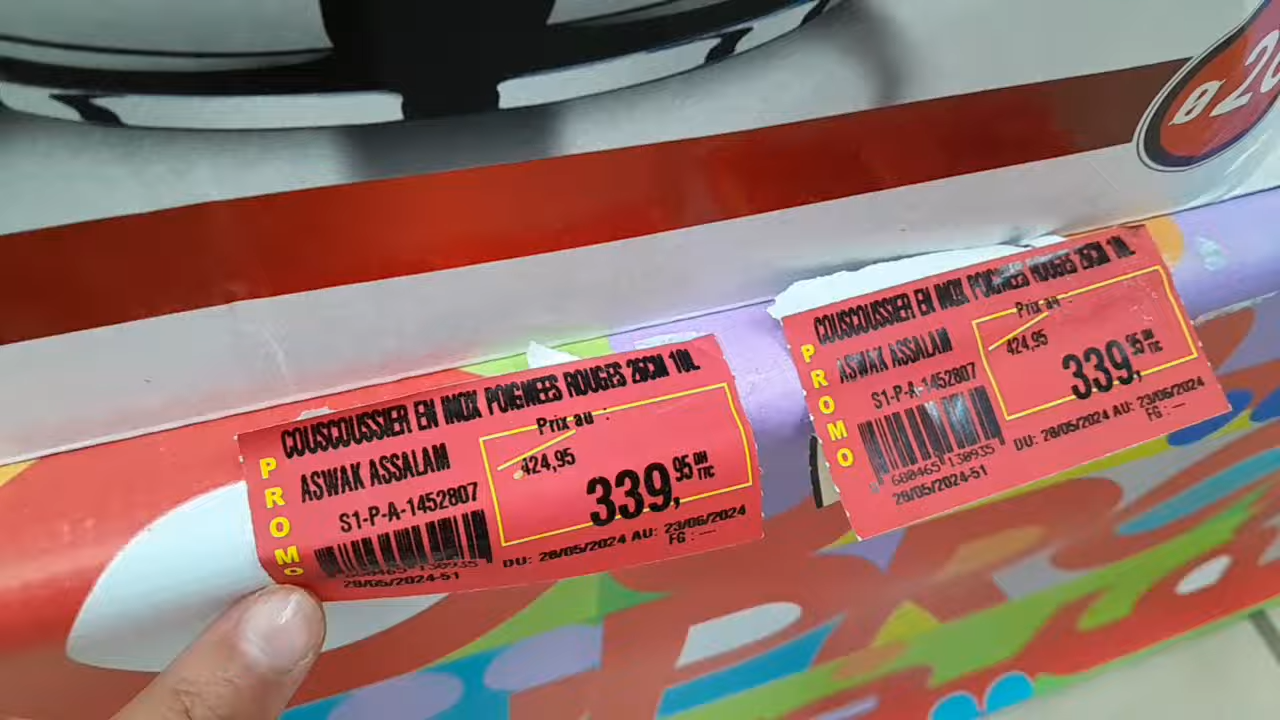 ø 26
COUSCOUSSIER EN INOX POIGNEES ROUGES 26CM 10L
ASWAK ASSALAM
PROMO
S1-P-A-1452807
28/05/2024-51
Prix au :
424,95
339,95 DH TTC
DU: 28/05/2024 AU: 23/06/2024
FG : ---
COUSCOUSSIER EN INOX POIGNEES ROUGES 26CM 10L
ASWAK ASSALAM
PROMO
S1-P-A-1452807
600465 130935
28/05/2024-51
Prix au :
424,95
339,95 DH TTC
DU: 28/05/2024 AU: 23/06/2024
FG : ---